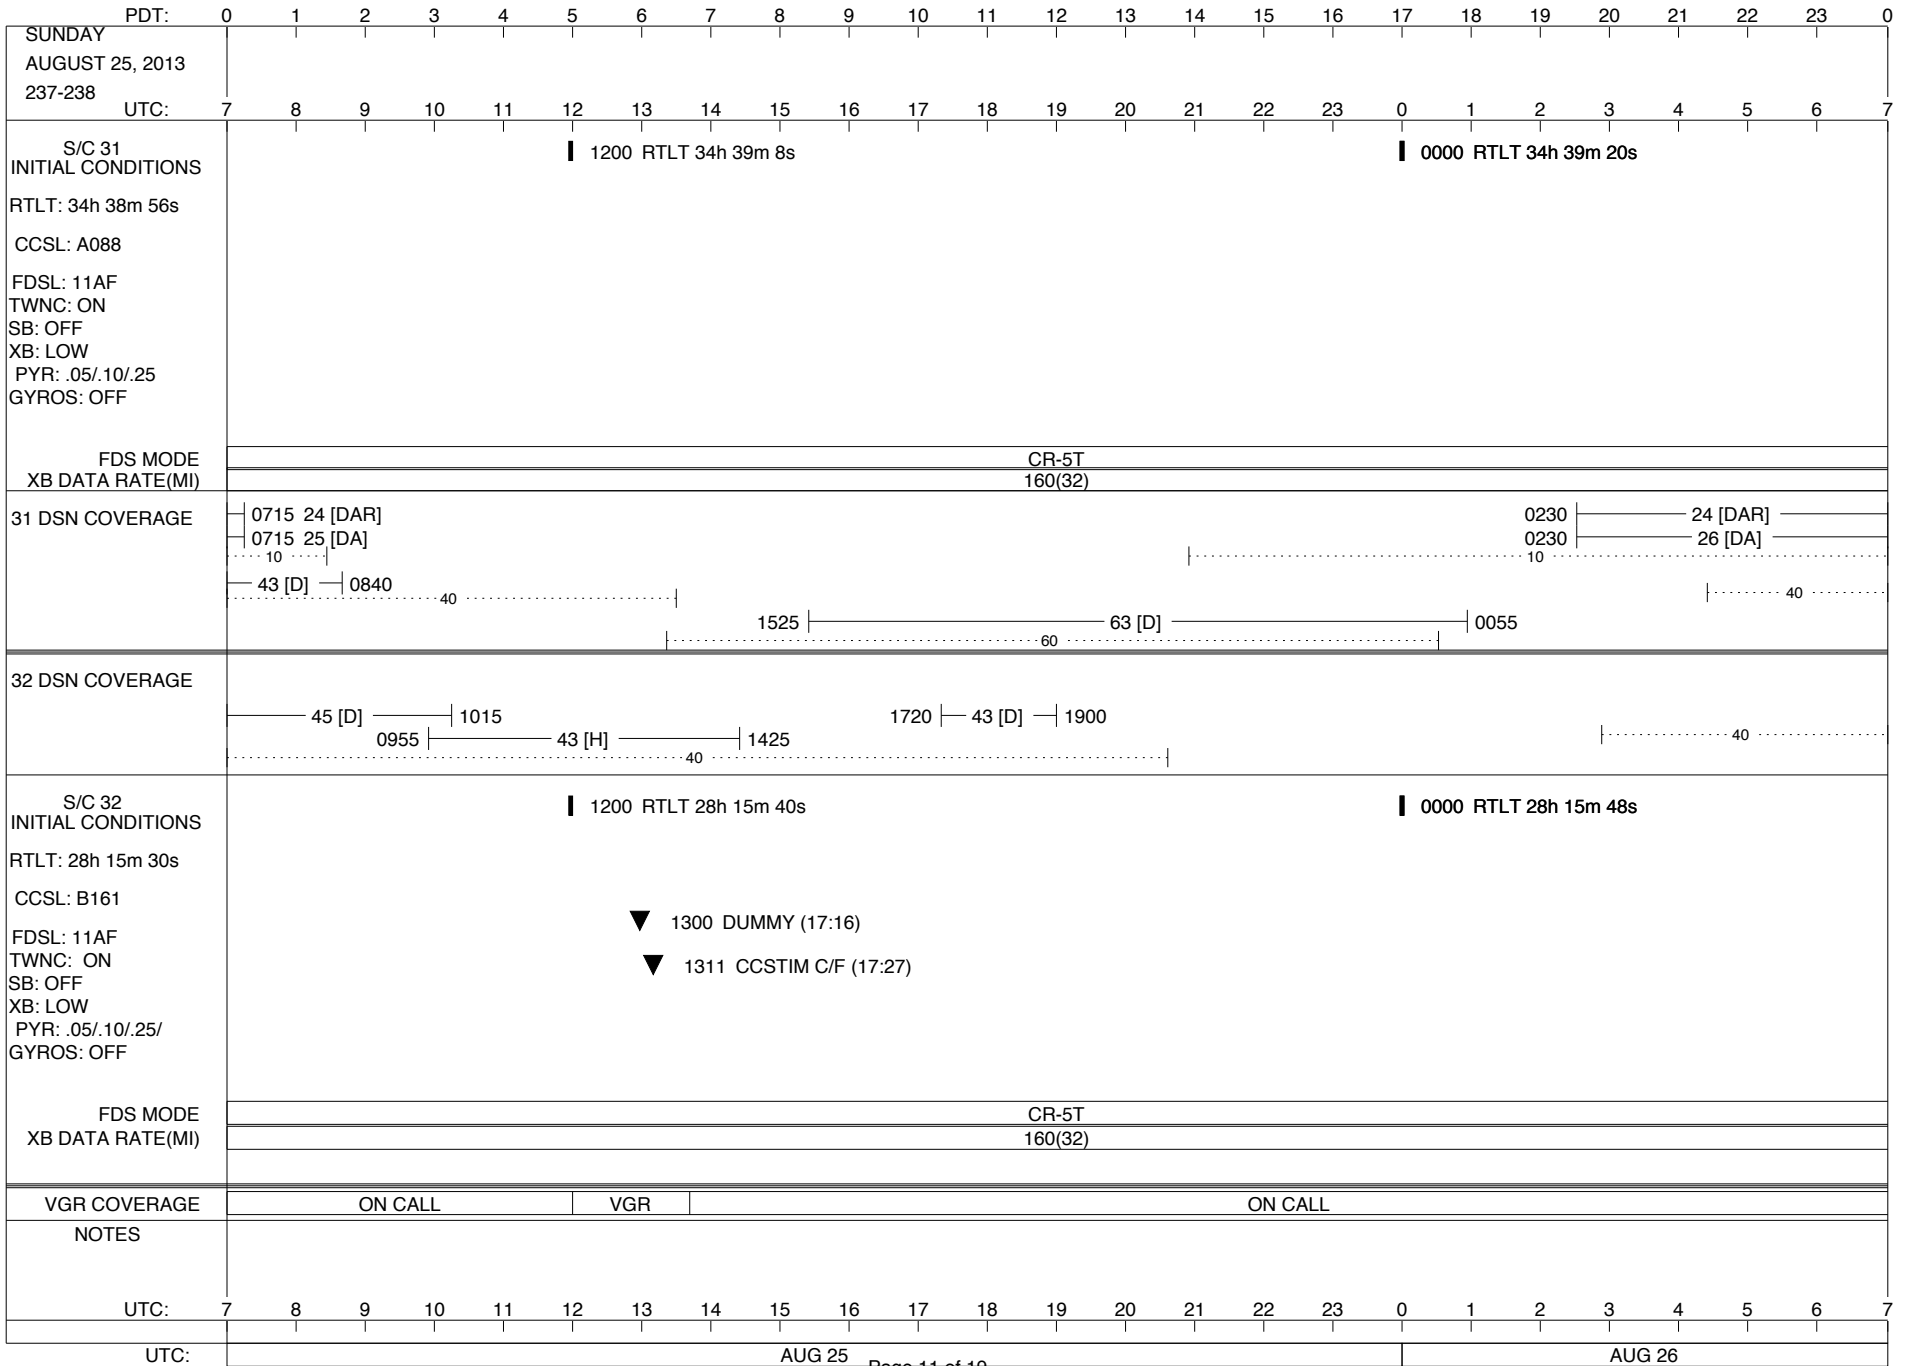 PDT: 0 1 2 3 4 5 6 7 8 9 10 11 12 13 14 15 16 17 18 19 20 21 22 23 0
SUNDAY
AUGUST 25, 2013
237-238
UTC: 7 8 9 10 11 12 13 14 15 16 17 18 19 20 21 22 23 0 1 2 3 4 5 6 7
S/C 31
INITIAL CONDITIONS
1200 RTLT 34h 39m 8s
0000 RTLT 34h 39m 20s
RTLT: 34h 38m 56s
CCSL: A088
FDSL: 11AF
TWNC: ON
SB: OFF
XB: LOW
PYR: .05/.10/.25
GYROS: OFF
FDS MODE CR-5T
XB DATA RATE(MI) 160(32)
31 DSN COVERAGE
0715 24 [DAR] 0230 24 [DAR]
0715 25 [DA] 0230 26 [DA]
10 10
43 [D] 0840
40 40
1525 63 [D] 0055
60
32 DSN COVERAGE
45 [D] 1015 1720 43 [D] 1900
0955 43 [H] 1425 40
40
S/C 32
INITIAL CONDITIONS
1200 RTLT 28h 15m 40s
0000 RTLT 28h 15m 48s
RTLT: 28h 15m 30s
CCSL: B161
1300 DUMMY (17:16)
FDSL: 11AF
TWNC: ON
1311 CCSTIM C/F (17:27)
SB: OFF
XB: LOW
PYR: .05/.10/.25/
GYROS: OFF
FDS MODE CR-5T
XB DATA RATE(MI) 160(32)
VGR COVERAGE ON CALL VGR ON CALL
NOTES
UTC: 7 8 9 10 11 12 13 14 15 16 17 18 19 20 21 22 23 0 1 2 3 4 5 6 7
UTC: AUG 25 AUG 26
Page 11 of